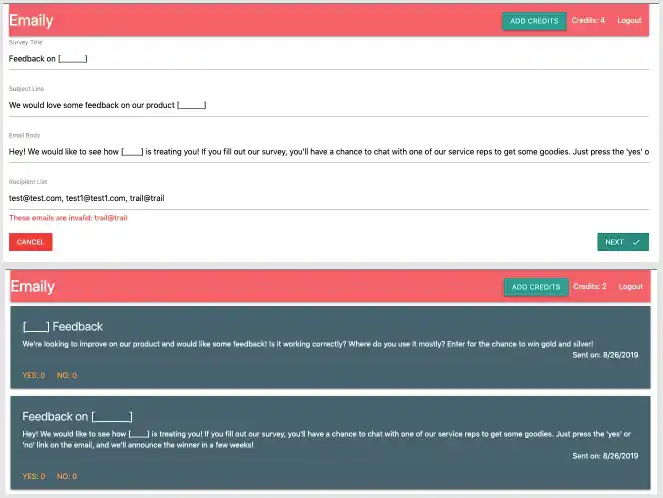 Emaily
ADD CREDITS Credits: 4 Logout
Survey Title
Feedback on [_____]
Subject Line
We would love some feedback on our product [_____]
Email Body
Hey! We would like to see how [____] is treating you! If you fill out our survey, you'll have a chance to chat with one of our service reps to get some goodies. Just press the 'yes' o
Recipient List
test@test.com, test1@test1.com, trail@trail
These emails are invalid: trail@trail
CANCEL
NEXT ✓
Emaily
ADD CREDITS Credits: 2 Logout
[____] Feedback
We're looking to improve on our product and would like some feedback! Is it working correctly? Where do you use it mostly? Enter for the chance to win gold and silver!
Sent on: 8/26/2019
YES: 0 NO: 0
Feedback on [______]
Hey! We would like to see how [____] is treating you! If you fill out our survey, you'll have a chance to chat with one of our service reps to get some goodies. Just press the 'yes' or
'no' link on the email, and we'll announce the winner in a few weeks!
Sent on: 8/26/2019
YES: 0 NO: 0